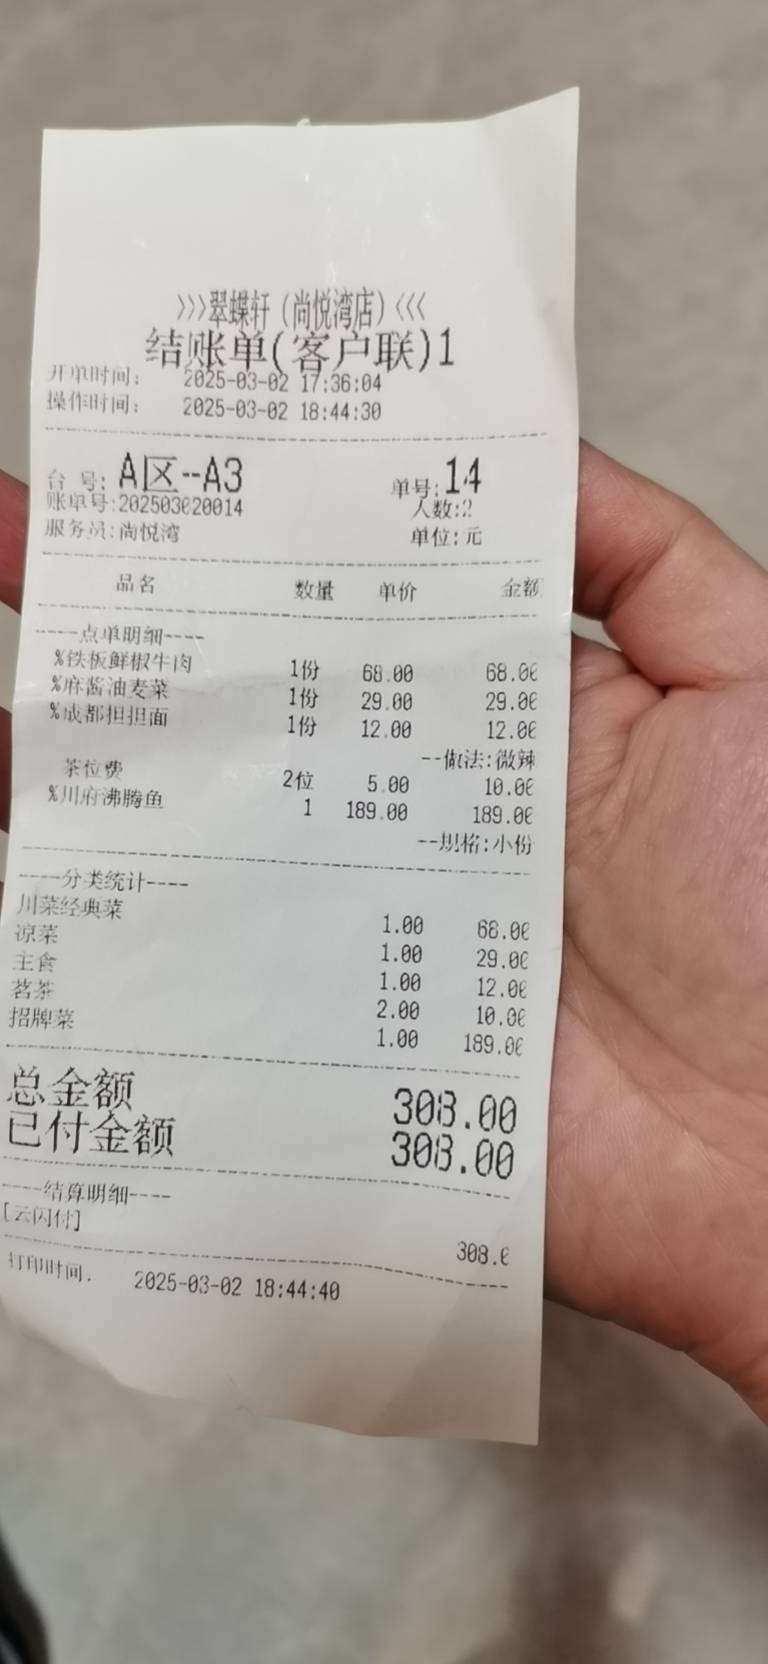 >>>翠蝶轩(尚悦湾店)<<<
结账单(客户联)1
开单时间: 2025-03-02 17:36:04
操作时间: 2025-03-02 18:44:30
台 号: A区--A3 单号:14
账单号:202503020014 人数:2
服务员:尚悦湾 单位:元
品名 数量 单价 金额
----点单明细----
%铁板鲜椒牛肉 1份 68.00 68.00
%麻酱油麦菜 1份 29.00 29.00
%成都担担面 1份 12.00 12.00
--做法:微辣
茶位费 2位 5.00 10.00
%川府沸腾鱼 1 189.00 189.00
--规格:小份
----分类统计----
川菜经典菜 1.00 68.00
凉菜 1.00 29.00
主食 1.00 12.00
茗茶 2.00 10.00
招牌菜 1.00 189.00
总金额 308.00
已付金额 308.00
----结算明细----
[云闪付] 308.0
打印时间: 2025-03-02 18:44:40